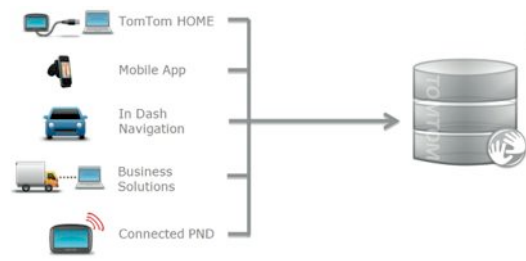 TomTom HOME
Mobile App
In Dash
Navigation
Business
Solutions
Connected PND
TOMTOM